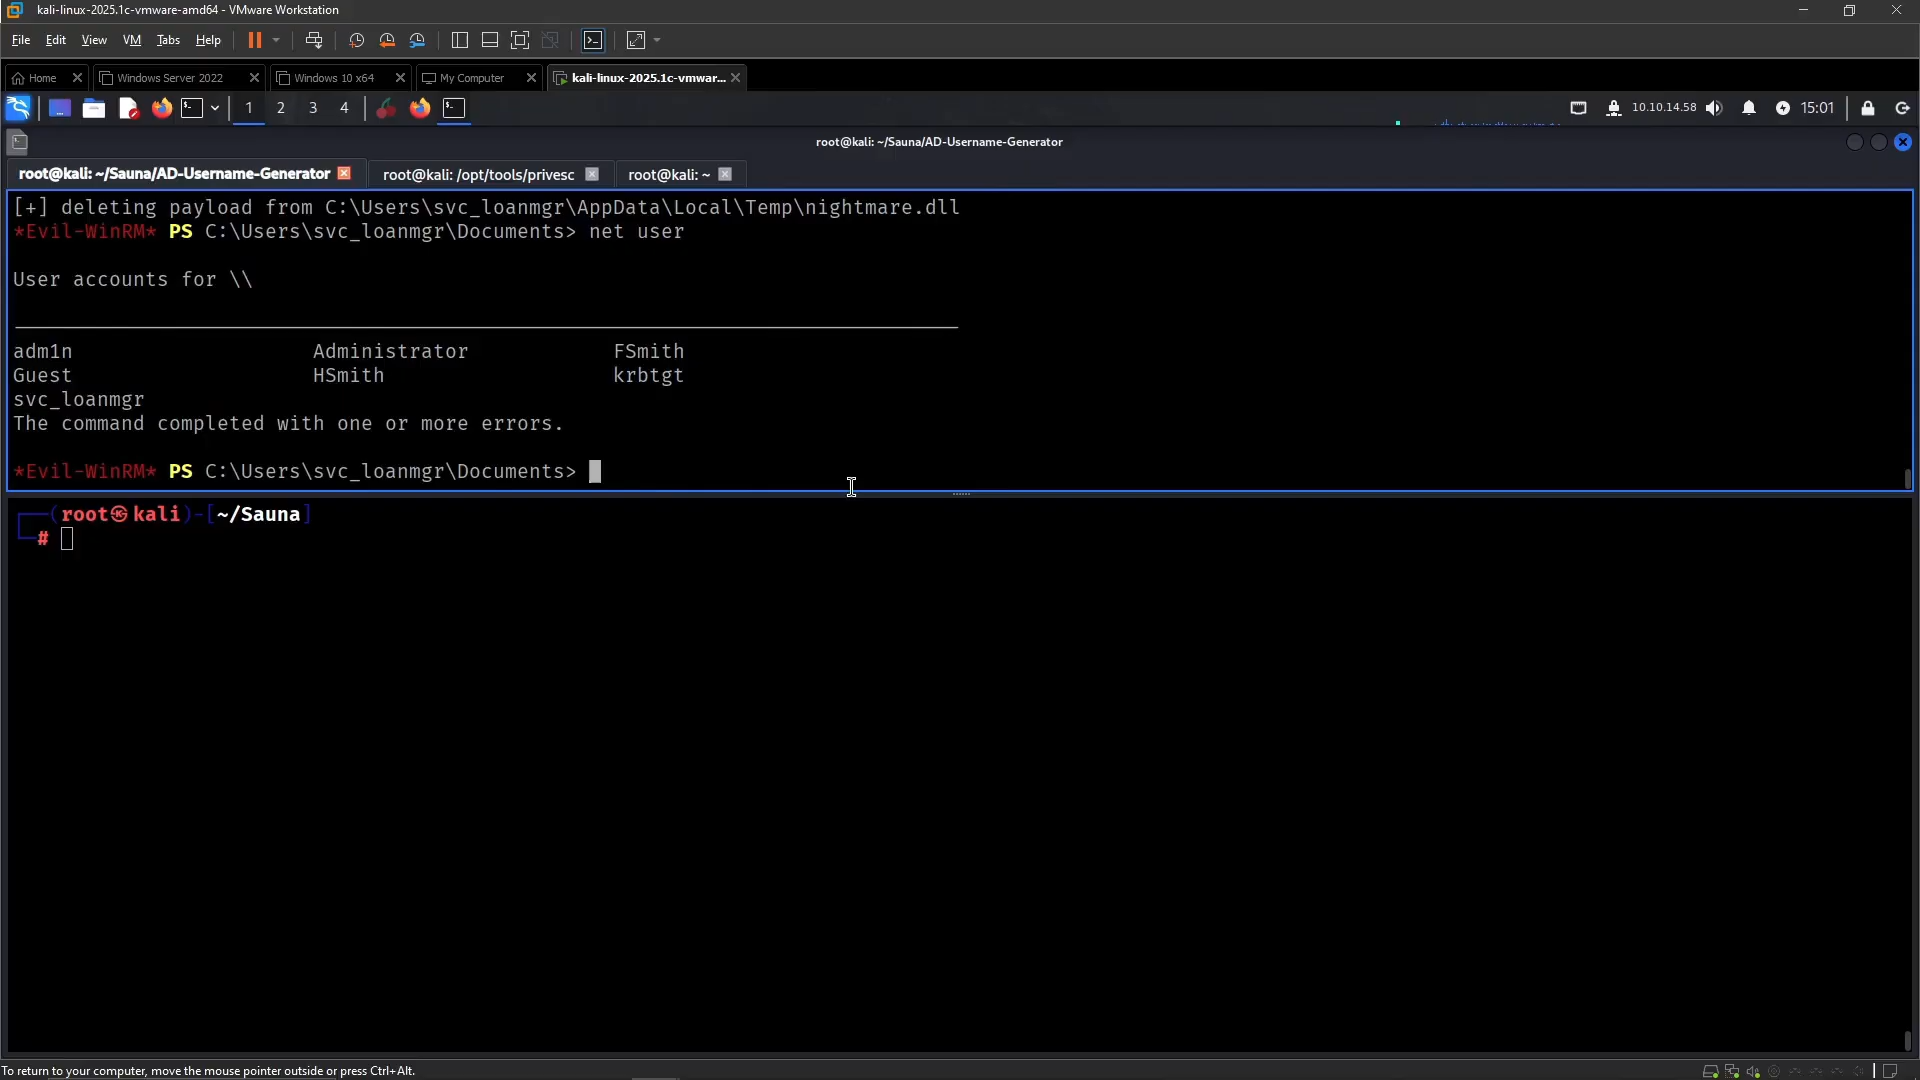 kali-linux-2025.1c-vmware-amd64 - VMware Workstation
File Edit View VM Tabs Help
Home Windows Server 2022 Windows 10 x64 My Computer kali-linux-2025.1c-vmwar...
1 2 3 4 10.10.14.58 15:01
root@kali: ~/Sauna/AD-Username-Generator
root@kali: ~/Sauna/AD-Username-Generator root@kali: /opt/tools/privesc root@kali: ~
[+] deleting payload from C:\Users\svc_loanmgr\AppData\Local\Temp\nightmare.dll
*Evil-WinRM* PS C:\Users\svc_loanmgr\Documents> net user
User accounts for \\
adm1n Administrator FSmith
Guest HSmith krbtgt
svc_loanmgr
The command completed with one or more errors.
*Evil-WinRM* PS C:\Users\svc_loanmgr\Documents>
(root㉿kali)-[~/Sauna]
#
To return to your computer, move the mouse pointer outside or press Ctrl+Alt.